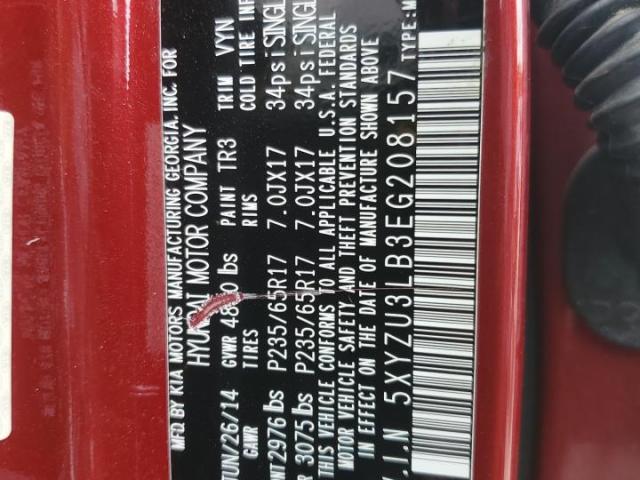 MFD BY KIA MOTORS MANUFACTURING GEORGIA, INC. FOR
HYUNDAI MOTOR COMPANY
JUN/26/14 GVWR lbs PAINT TR3 TRIM VYN
GAWR TIRES RIMS COLD TIRE INF
NT 2976 lbs P235/65R17 7.0JX17 34psi SINGL
R 3075 lbs P235/65R17 7.0JX17 34psi SINGL
THIS VEHICLE CONFORMS TO ALL APPLICABLE U.S.A. FEDERAL
MOTOR VEHICLE SAFETY AND THEFT PREVENTION STANDARDS
IN EFFECT ON THE DATE OF MANUFACTURE SHOWN ABOVE
V.I.N 5XYZU3LB3EG208157 TYPE:M